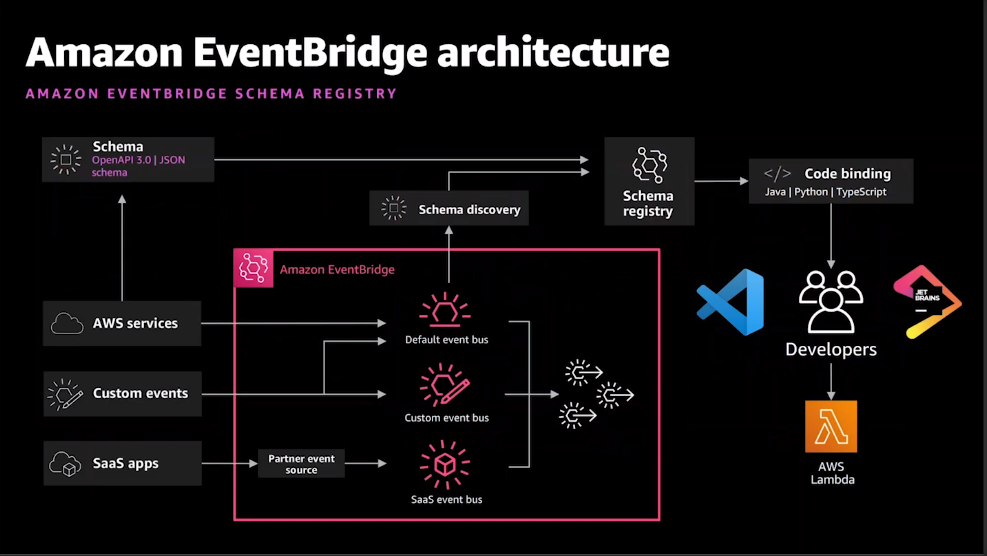 Amazon EventBridge architecture
AMAZON EVENTBRIDGE SCHEMA REGISTRY
Schema
OpenAPI 3.0 | JSON
schema
Schema discovery
Schema
registry
</> Code binding
Java | Python | TypeScript
Amazon EventBridge
AWS services
Default event bus
Custom events
Custom event bus
SaaS apps
Partner event
source
SaaS event bus
JET
BRAINS
Developers
AWS
Lambda